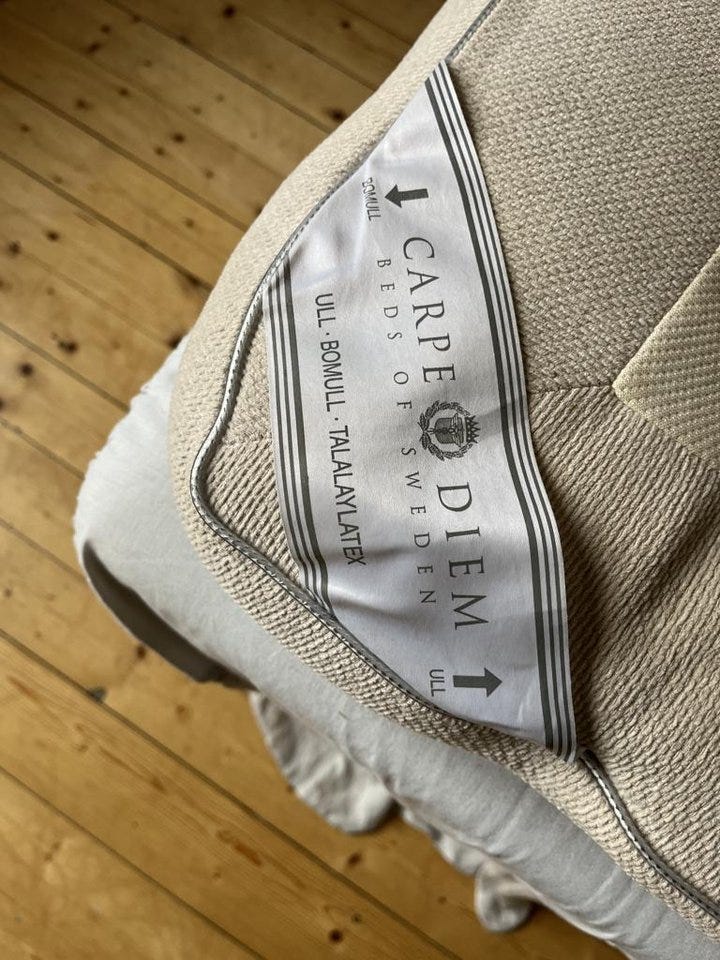 BOMULL
CARPE DIEM
BEDS OF SWEDEN
ULL · BOMULL · TALALAYLATEX
ULL